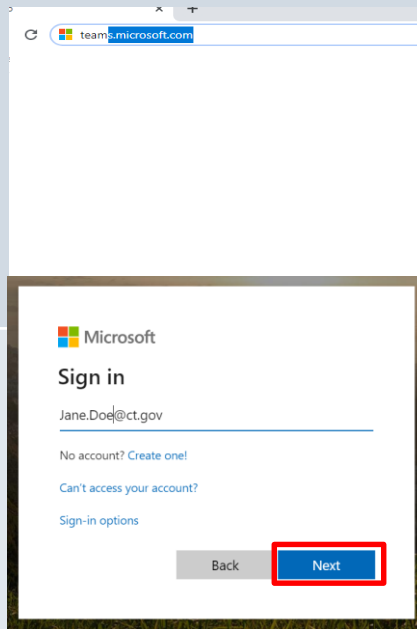 teams.microsoft.com
Microsoft
Sign in
Jane.Doe@ct.gov
No account? Create one!
Can't access your account?
Sign-in options
Back Next